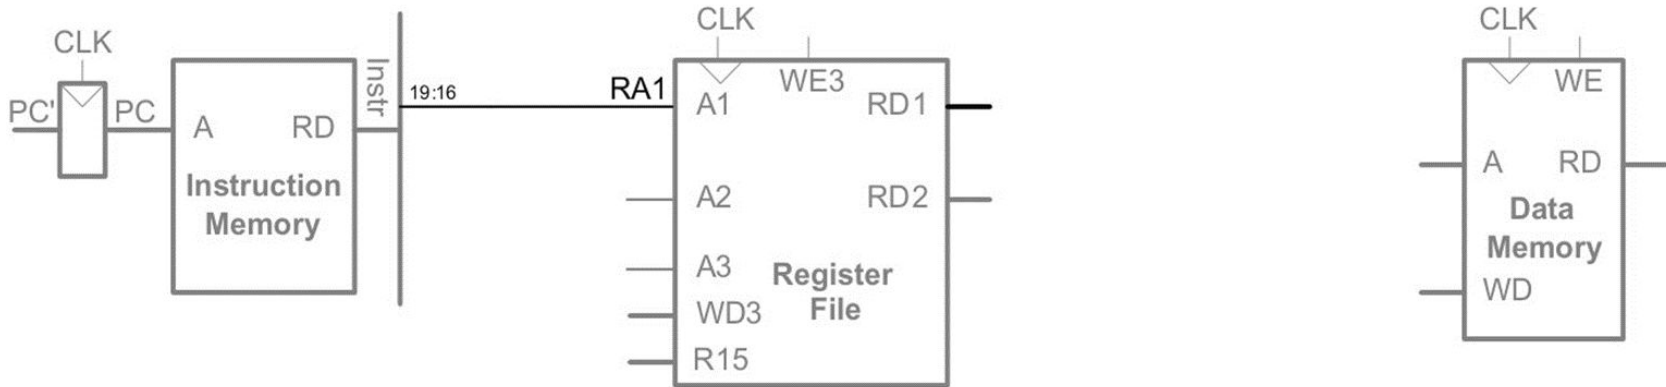 CLK
PC'
PC
A
RD
Instruction
Memory
Instr
19:16
RA1
CLK
WE3
A1
RD1
A2
RD2
A3
WD3
R15
Register
File
CLK
WE
A
RD
Data
Memory
WD